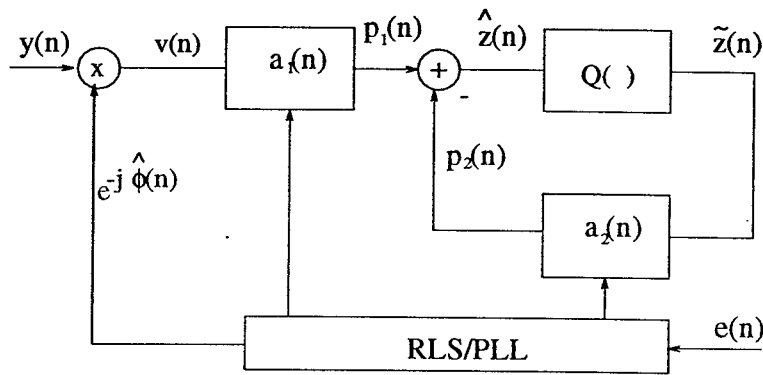 y(n)
x
v(n)
a₁(n)
p₁(n)
+
-
ẑ(n)
Q( )
z̃(n)
e^{-j ϕ̂(n)}
p₂(n)
a₂(n)
RLS/PLL
e(n)